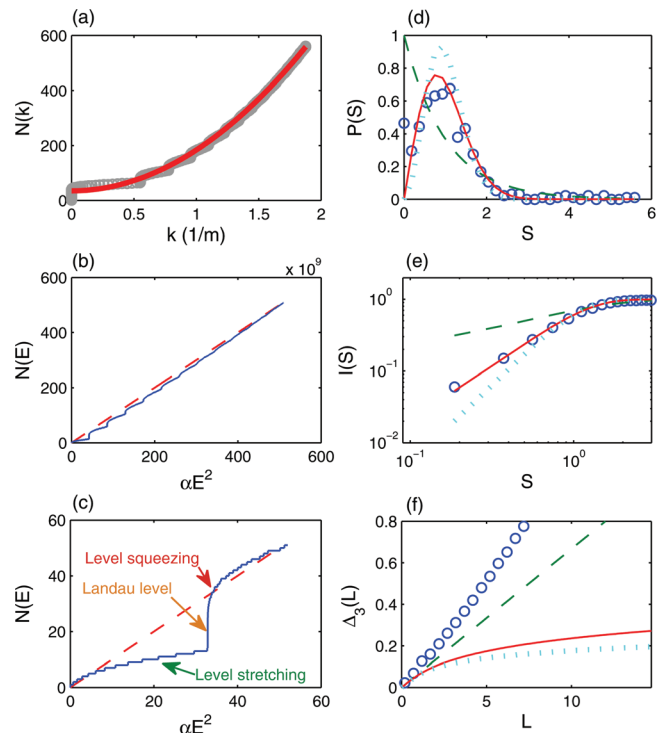 (a)
600
400
200
0
N(k)
0
0.5
1
1.5
2
k (1/m)
(b)
x 10^9
600
400
200
0
N(E)
0
200
400
600
αE^2
(c)
60
40
20
0
N(E)
Level squeezing
Landau level
Level stretching
0
20
40
60
αE^2
(d)
1
0.8
0.6
0.4
0.2
0
P(S)
0
2
4
6
S
(e)
10^0
10^-1
10^-2
I(S)
10^-1
10^0
S
(f)
0.8
0.6
0.4
0.2
0
Δ_3(L)
0
5
10
L